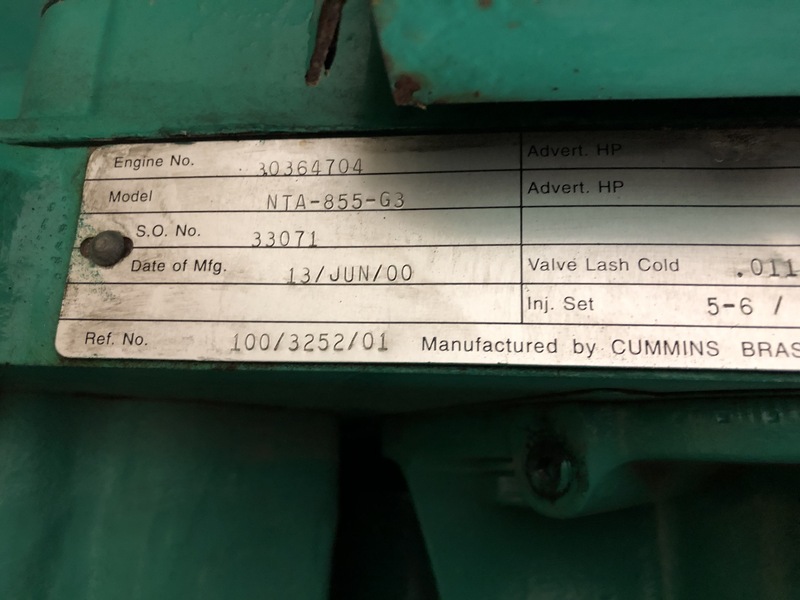 Engine No. 30364704 Advert. HP
Model NTA-855-G3 Advert. HP
S.O. No. 33071
Date of Mfg. 13/JUN/00 Valve Lash Cold .011
Inj. Set 5-6 /
Ref. No. 100/3252/01 Manufactured by CUMMINS BRAS